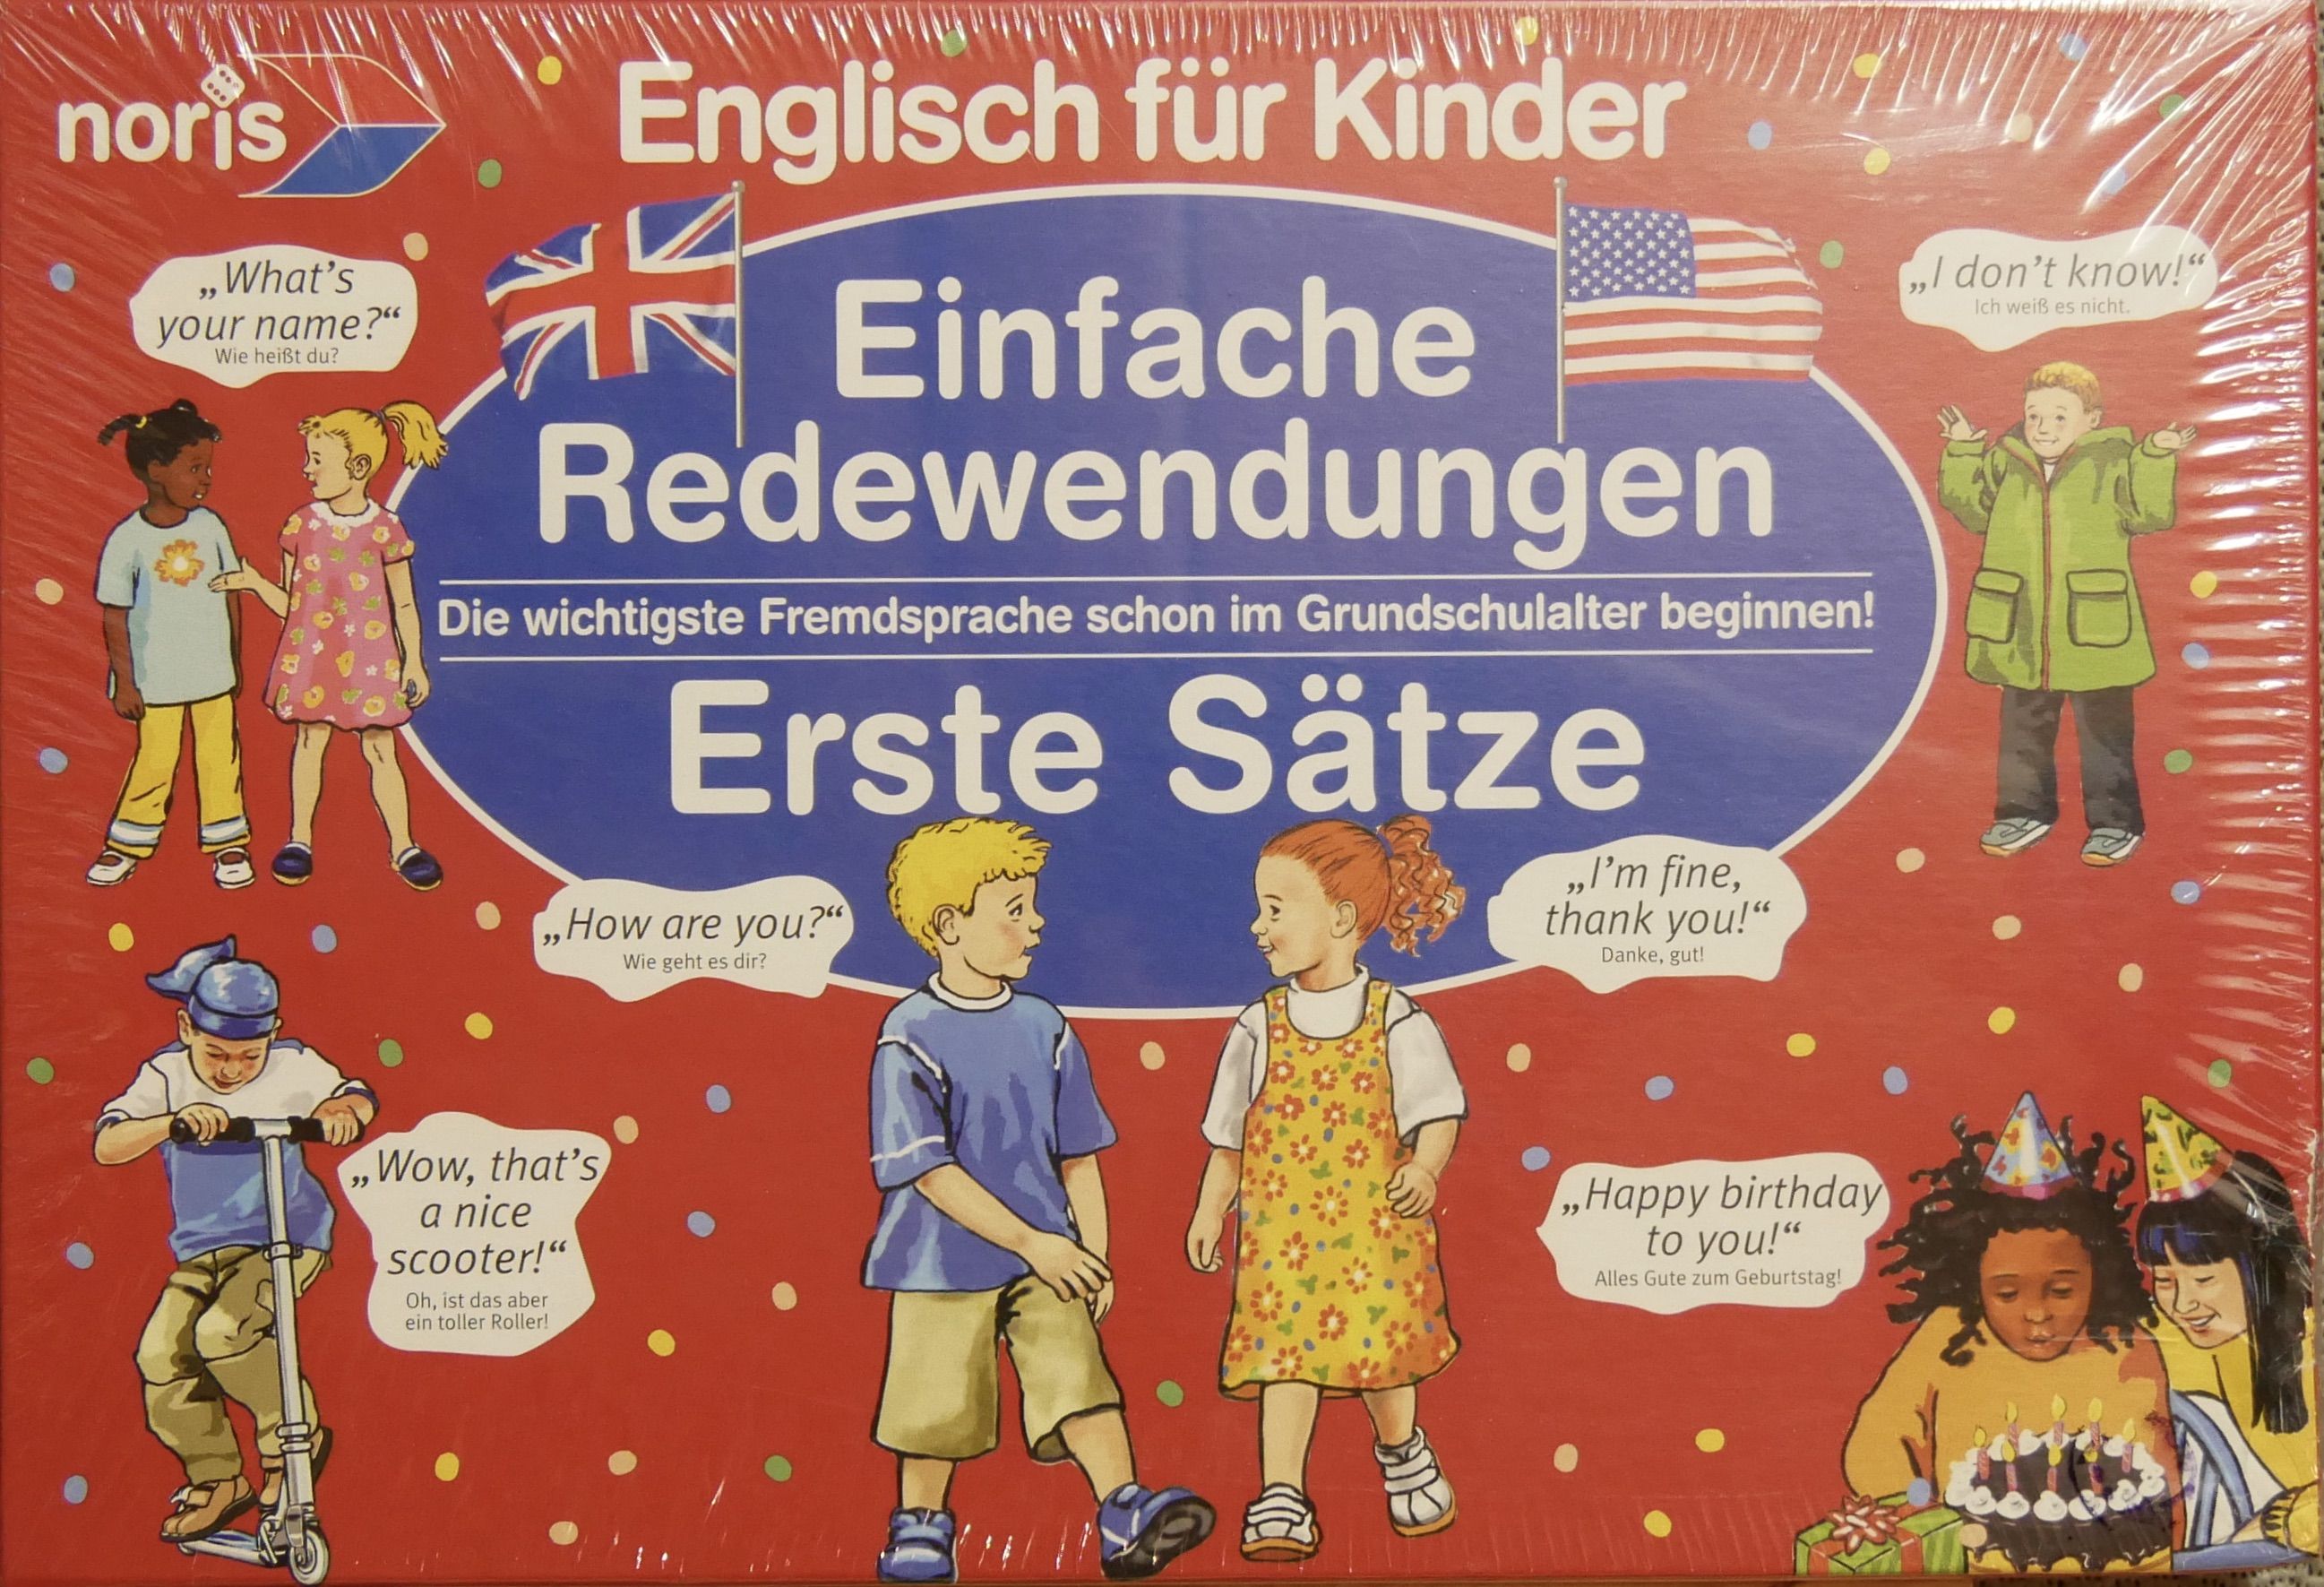 noris
Englisch für Kinder
„What's
your name?“
Wie heißt du?
„I don't know!“
Ich weiß es nicht.
Einfache
Redewendungen
Die wichtigste Fremdsprache schon im Grundschulalter beginnen!
Erste Sätze
„How are you?“
Wie geht es dir?
„I'm fine,
thank you!“
Danke, gut!
„Wow, that's
a nice
scooter!“
Oh, ist das aber
ein toller Roller!
„Happy birthday
to you!“
Alles Gute zum Geburtstag!